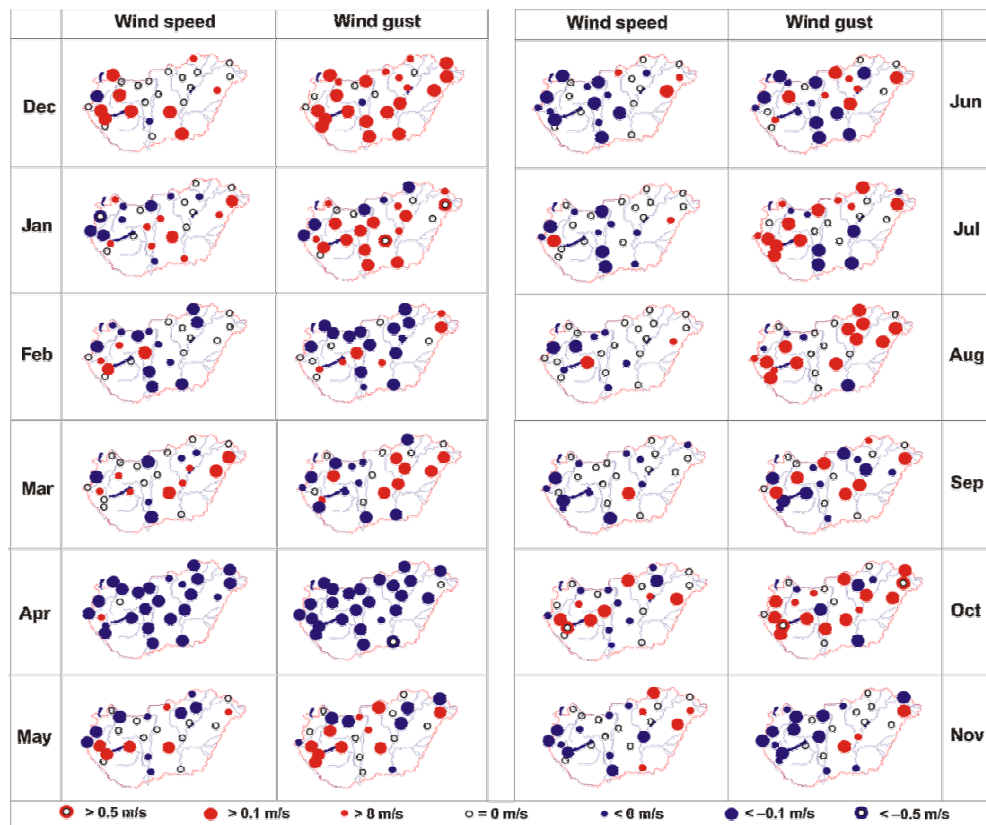 Wind speed Wind gust Wind speed Wind gust
Dec Jun
Jan Jul
Feb Aug
Mar Sep
Apr Oct
May Nov
> 0.5 m/s > 0.1 m/s > 0 m/s = 0 m/s < 0 m/s < –0.1 m/s < –0.5 m/s